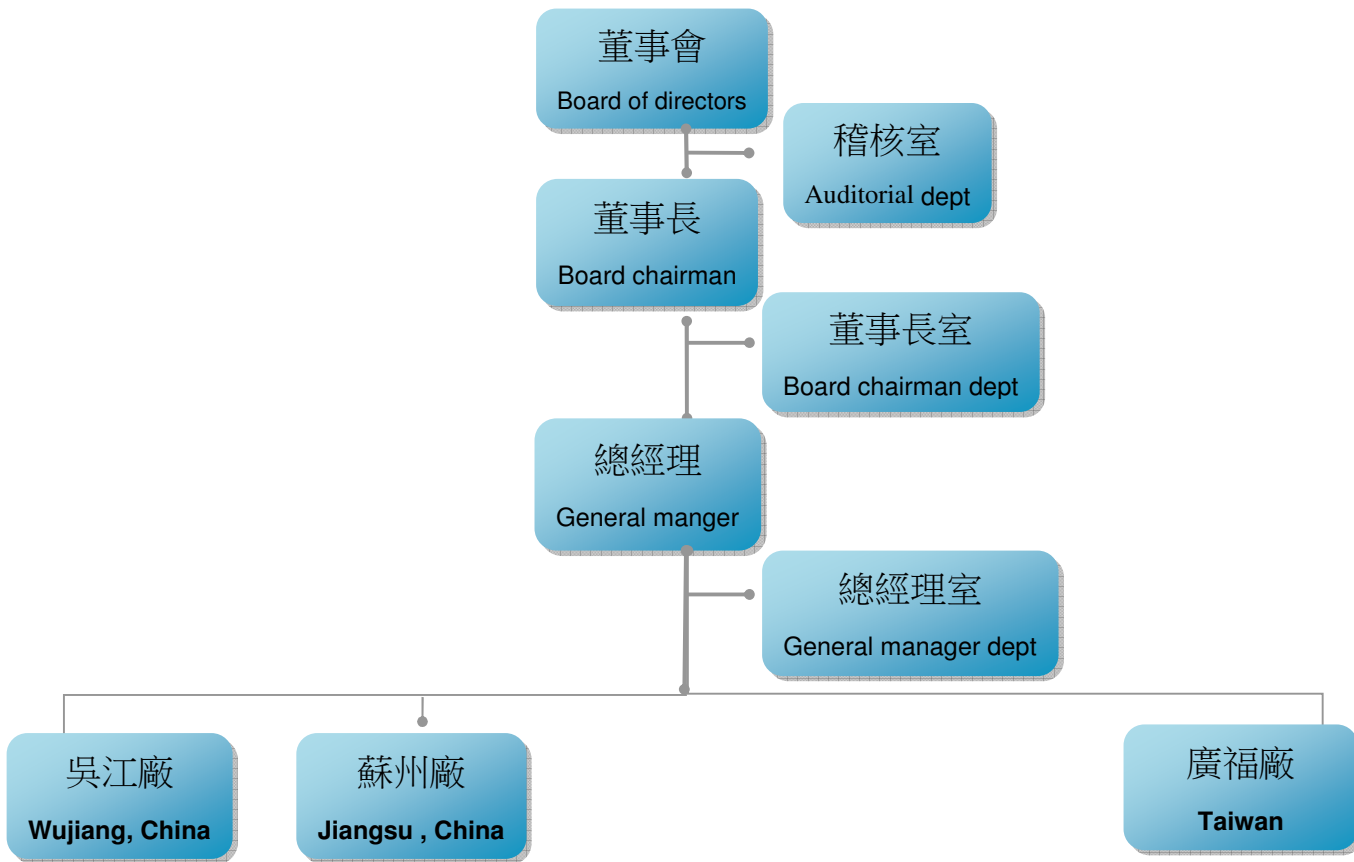 董事會
Board of directors
稽核室
Auditorial dept
董事長
Board chairman
董事長室
Board chairman dept
總經理
General manger
總經理室
General manager dept
吳江廠
Wujiang, China
蘇州廠
Jiangsu , China
廣福廠
Taiwan